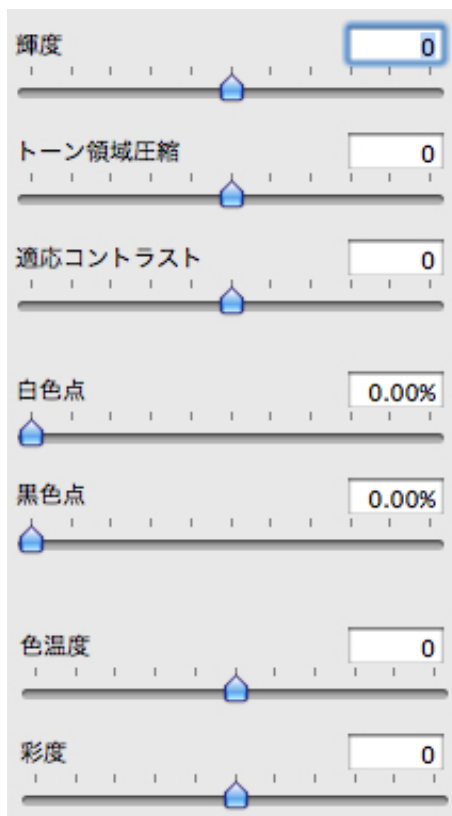 輝度 0
トーン領域圧縮 0
適応コントラスト 0
白色点 0.00%
黒色点 0.00%
色温度 0
彩度 0